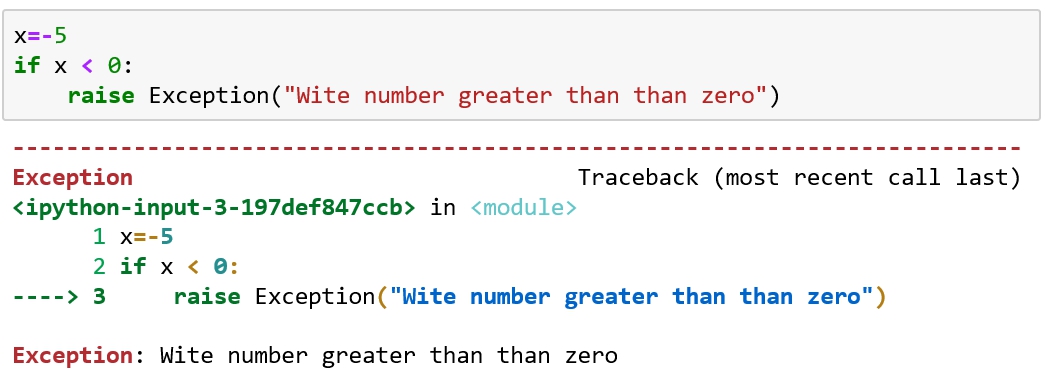 x=-5
if x < 0:
    raise Exception("Wite number greater than than zero")
---------------------------------------------------------------------------
Exception                                 Traceback (most recent call last)
<ipython-input-3-197def847ccb> in <module>
      1 x=-5
      2 if x < 0:
----> 3     raise Exception("Wite number greater than than zero")
Exception: Wite number greater than than zero